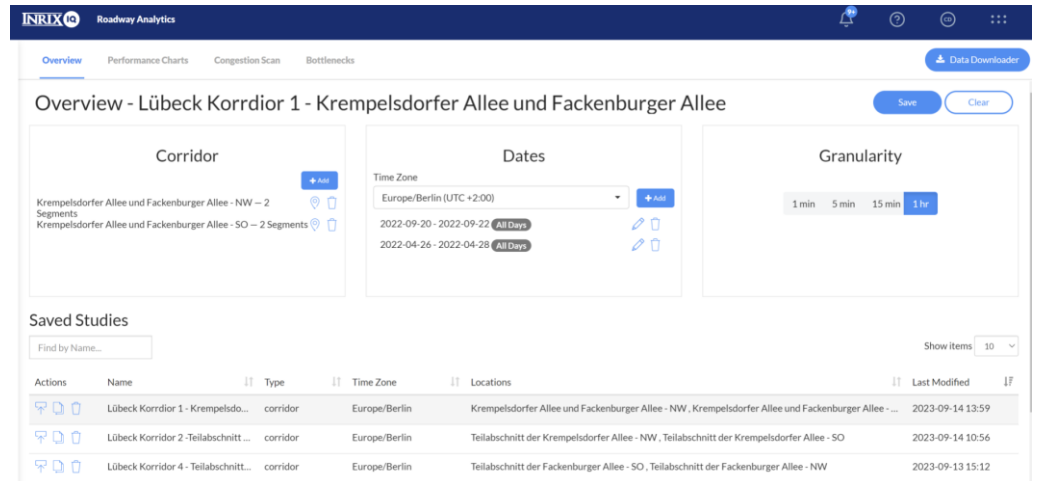 INRIX IQ Roadway Analytics 9+ CD
Overview Performance Charts Congestion Scan Bottlenecks Data Downloader
Overview - Lübeck Korrdior 1 - Krempelsdorfer Allee und Fackenburger Allee Save Clear
Corridor
+ Add
Krempelsdorfer Allee und Fackenburger Allee - NW — 2
Segments
Krempelsdorfer Allee und Fackenburger Allee - SO — 2 Segments
Dates
Time Zone
Europe/Berlin (UTC +2:00) + Add
2022-09-20 - 2022-09-22 All Days
2022-04-26 - 2022-04-28 All Days
Granularity
1 min 5 min 15 min 1 hr
Saved Studies
Find by Name... Show items 10
Actions Name Type Time Zone Locations Last Modified
Lübeck Korrdior 1 - Krempelsdo... corridor Europe/Berlin Krempelsdorfer Allee und Fackenburger Allee - NW , Krempelsdorfer Allee und Fackenburger Allee - ... 2023-09-14 13:59
Lübeck Korridor 2 -Teilabschnitt ... corridor Europe/Berlin Teilabschnitt der Krempelsdorfer Allee - NW , Teilabschnitt der Krempelsdorfer Allee - SO 2023-09-14 10:56
Lübeck Korridor 4 - Teilabschnitt... corridor Europe/Berlin Teilabschnitt der Fackenburger Allee - SO , Teilabschnitt der Fackenburger Allee - NW 2023-09-13 15:12